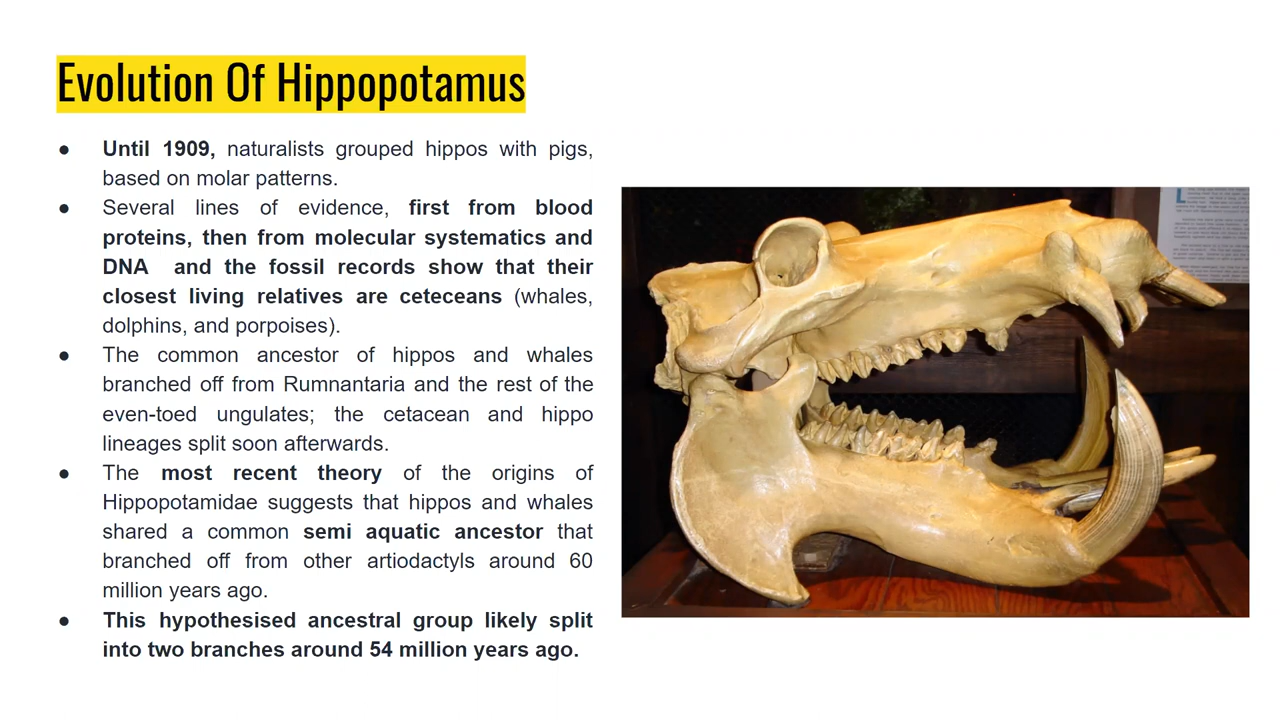 Evolution Of Hippopotamus
● Until 1909, naturalists grouped hippos with pigs,
based on molar patterns.
● Several lines of evidence, first from blood
proteins, then from molecular systematics and
DNA and the fossil records show that their
closest living relatives are ceteceans (whales,
dolphins, and porpoises).
● The common ancestor of hippos and whales
branched off from Rumnantaria and the rest of the
even-toed ungulates; the cetacean and hippo
lineages split soon afterwards.
● The most recent theory of the origins of
Hippopotamidae suggests that hippos and whales
shared a common semi aquatic ancestor that
branched off from other artiodactyls around 60
million years ago.
● This hypothesised ancestral group likely split
into two branches around 54 million years ago.